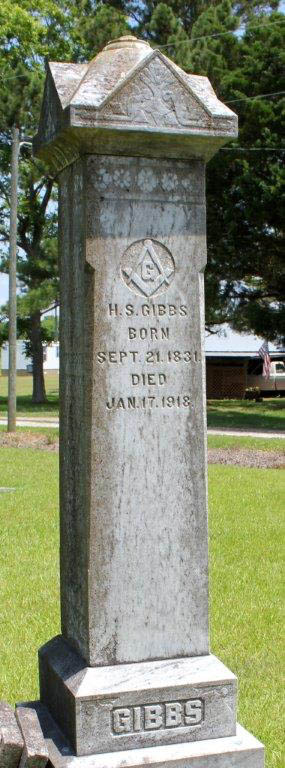 G
H.S. GIBBS
BORN
SEPT. 21. 1831.
DIED
JAN. 17. 1918.
GIBBS